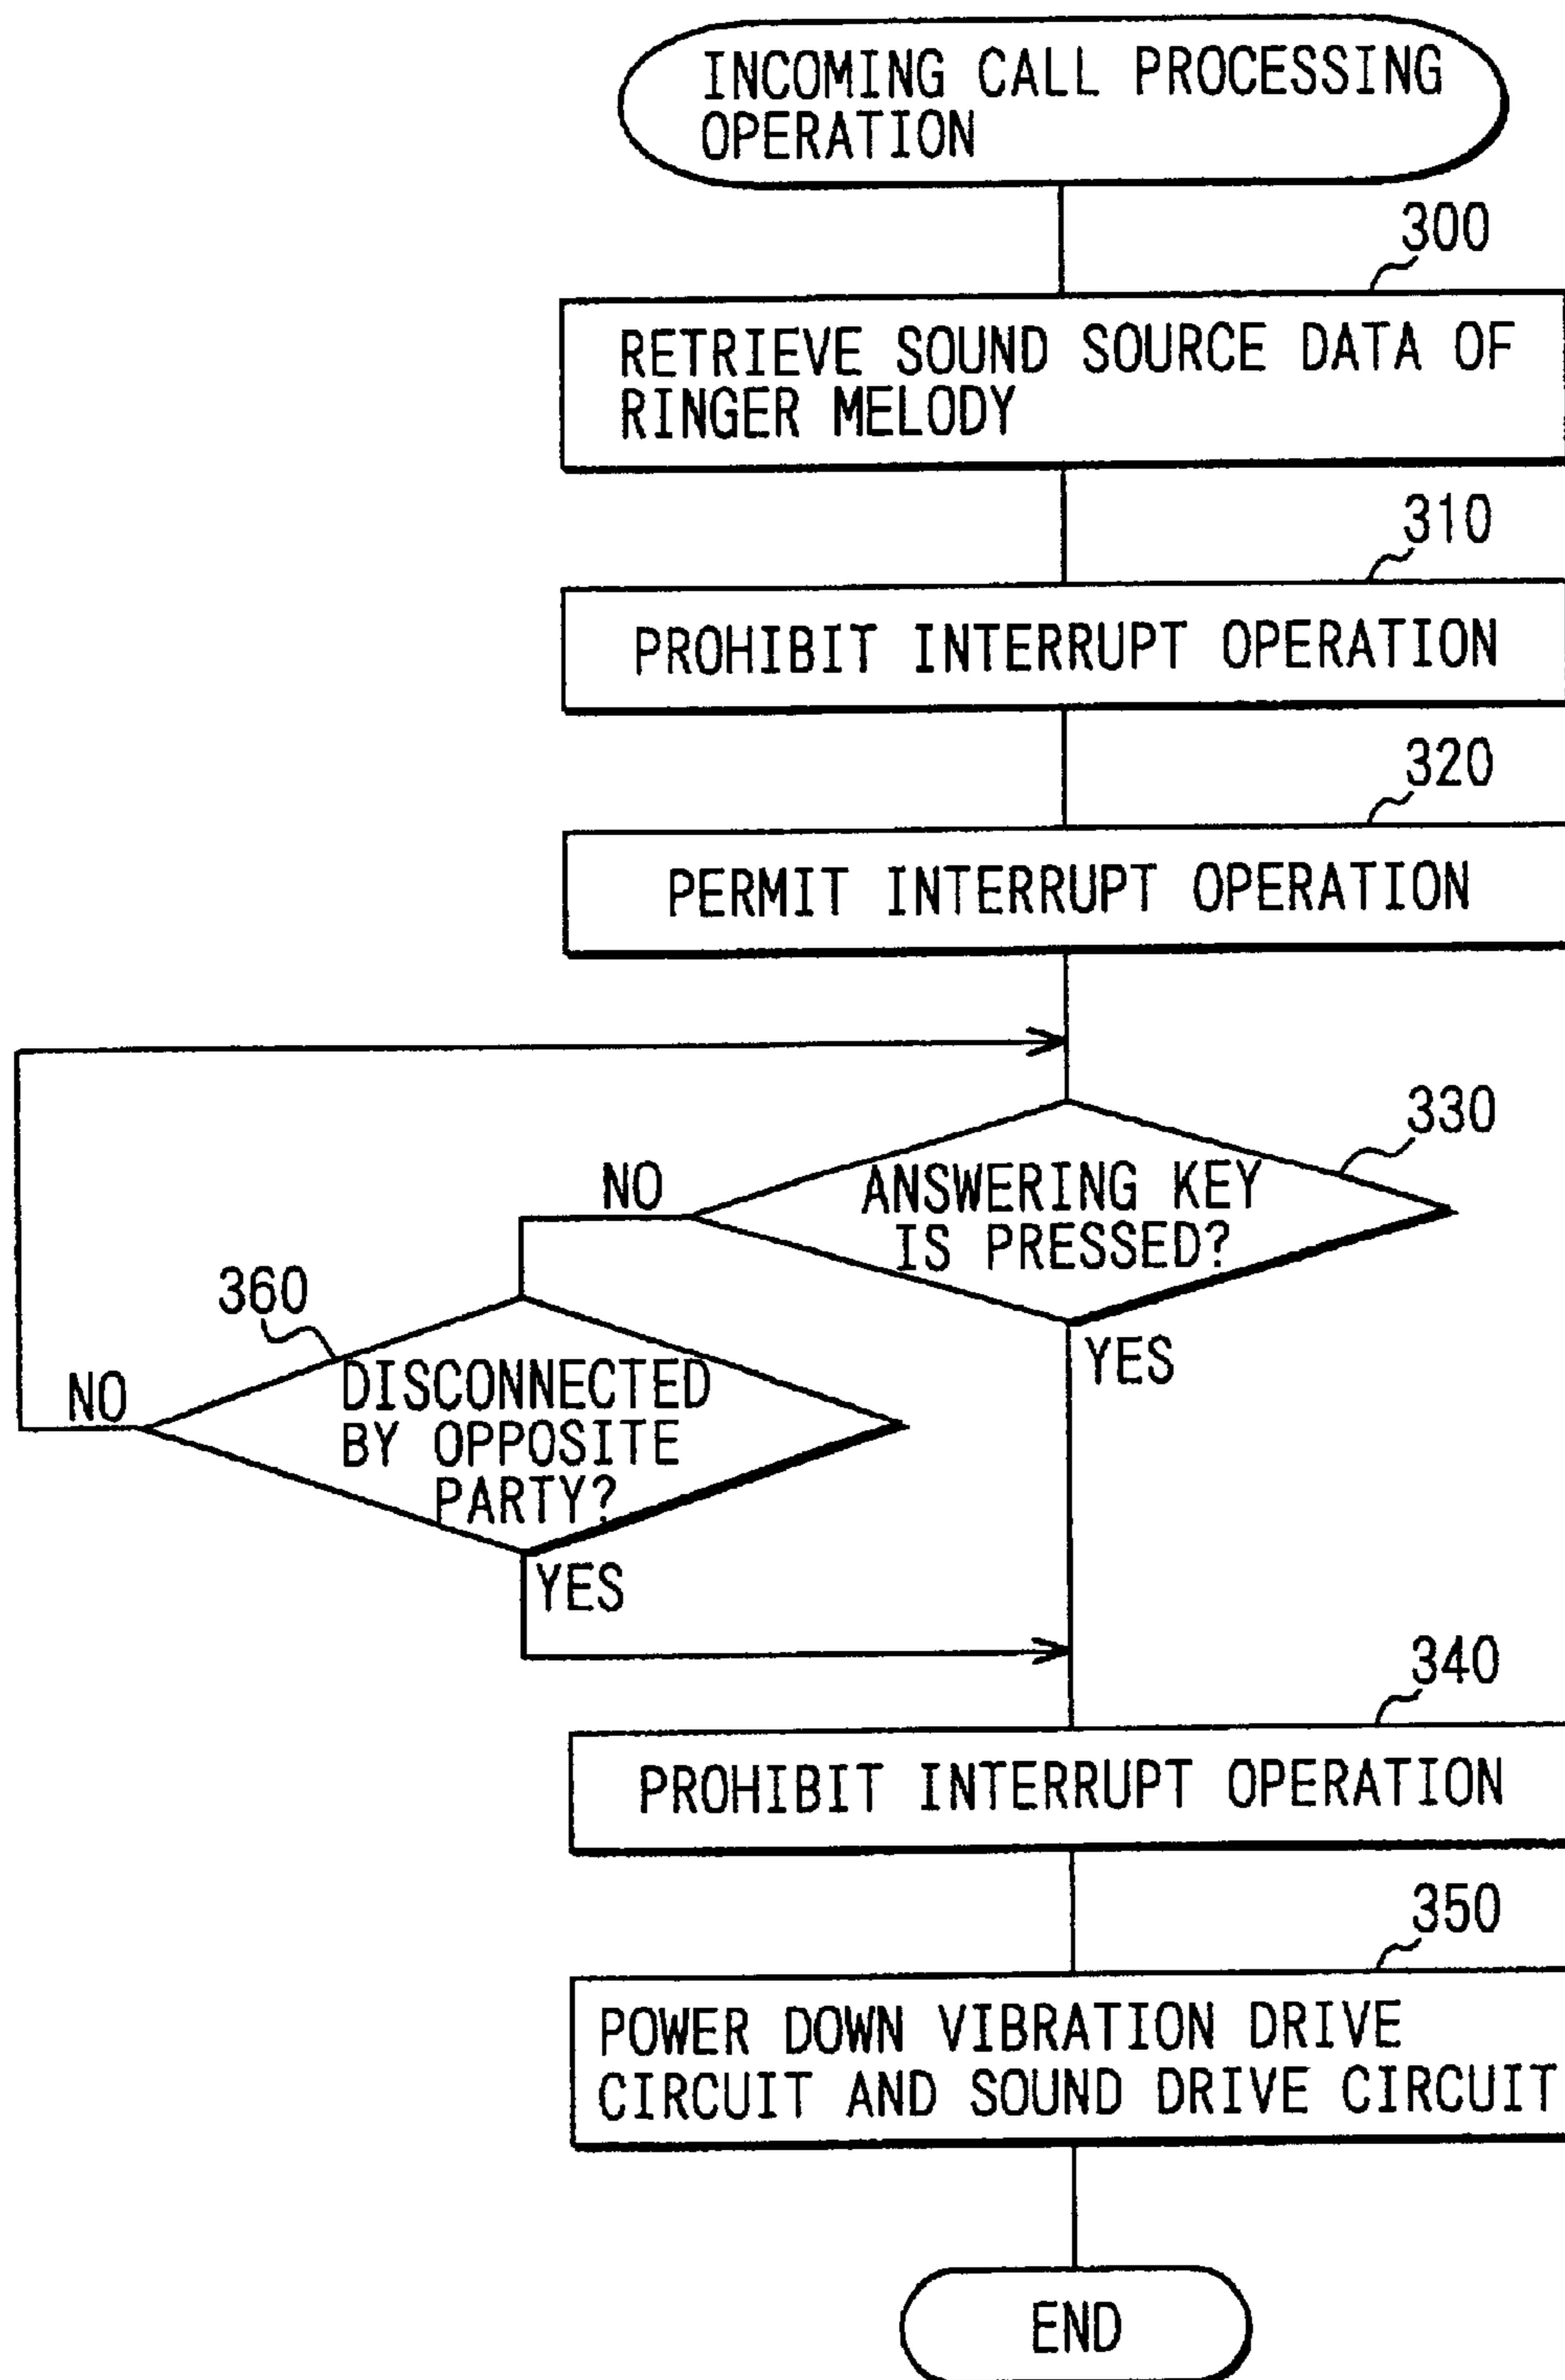 INCOMING CALL PROCESSING
OPERATION
300
RETRIEVE SOUND SOURCE DATA OF
RINGER MELODY
310
PROHIBIT INTERRUPT OPERATION
320
PERMIT INTERRUPT OPERATION
330
NO
ANSWERING KEY
IS PRESSED?
YES
360
NO
DISCONNECTED
BY OPPOSITE
PARTY?
YES
340
PROHIBIT INTERRUPT OPERATION
350
POWER DOWN VIBRATION DRIVE
CIRCUIT AND SOUND DRIVE CIRCUIT
END